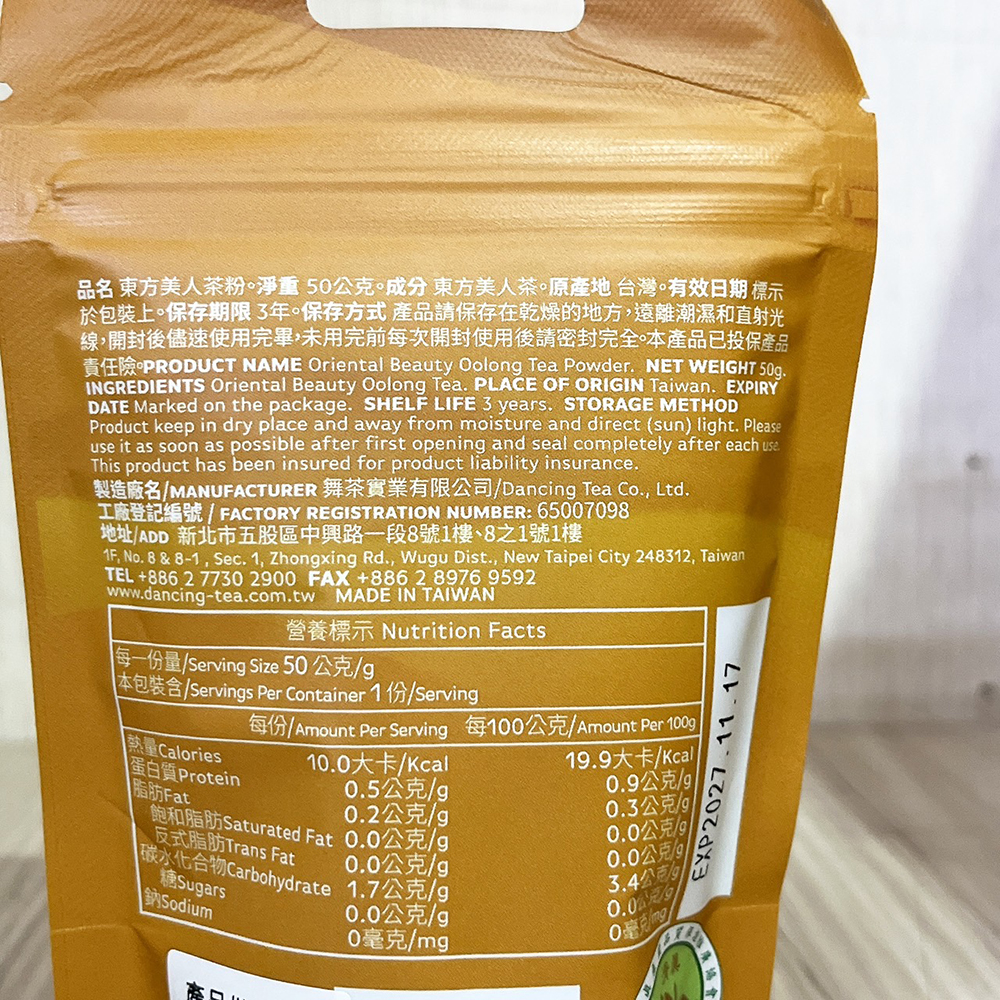 品名 東方美人茶粉。淨重 50公克。成分 東方美人茶。原產地 台灣。有效日期 標示
於包裝上。保存期限 3年。保存方式 產品請保存在乾燥的地方，遠離潮濕和直射光
線，開封後儘速使用完畢，未用完前每次開封使用後請密封完全。本產品已投保產品
責任險。PRODUCT NAME Oriental Beauty Oolong Tea Powder. NET WEIGHT 50g.
INGREDIENTS Oriental Beauty Oolong Tea. PLACE OF ORIGIN Taiwan. EXPIRY
DATE Marked on the package. SHELF LIFE 3 years. STORAGE METHOD
Product keep in dry place and away from moisture and direct (sun) light. Please
use it as soon as possible after first opening and seal completely after each use.
This product has been insured for product liability insurance.
製造廠名/MANUFACTURER 舞茶實業有限公司/Dancing Tea Co., Ltd.
工廠登記編號 / FACTORY REGISTRATION NUMBER: 65007098
地址/ADD 新北市五股區中興路一段8號1樓、8之1號1樓
1F, No. 8 & 8-1 , Sec. 1, Zhongxing Rd., Wugu Dist., New Taipei City 248312, Taiwan
TEL +886 2 7730 2900 FAX +886 2 8976 9592
www.dancing-tea.com.tw MADE IN TAIWAN
營養標示 Nutrition Facts
每一份量/Serving Size 50 公克/g
本包裝含/Servings Per Container 1 份/Serving
每份/Amount Per Serving 每100公克/Amount Per 100g
熱量Calories 10.0大卡/Kcal 19.9大卡/Kcal
蛋白質Protein 0.5公克/g 0.9公克/g
脂肪Fat 0.2公克/g 0.3公克/g
飽和脂肪Saturated Fat 0.0公克/g 0.0公克/g
反式脂肪Trans Fat 0.0公克/g 0.0公克/g
碳水化合物Carbohydrate 1.7公克/g 3.4公克/g
糖Sugars 0.0公克/g 0.0公克/g
鈉Sodium 0毫克/mg 0毫克/mg
EXP2027.11.17